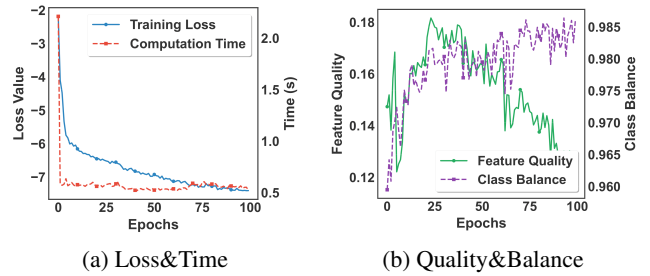 −2
−3
−4
−5
−6
−7
Loss Value
0
25
50
75
100
Epochs
2.0
1.5
1.0
0.5
Time (s)
Training Loss
Computation Time
(a) Loss&Time
0.18
0.16
0.14
0.12
Feature Quality
0
25
50
75
100
Epochs
0.985
0.980
0.975
0.970
0.965
0.960
Class Balance
Feature Quality
Class Balance
(b) Quality&Balance